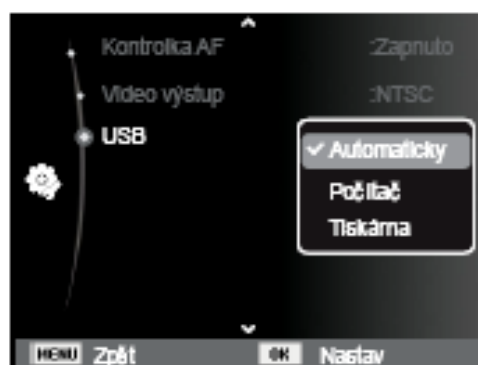 Kontrolka AF :Zapnuto
Video výstup :NTSC
USB
Automaticky
Počítač
Tiskárna
MENU Zpět OK Nastav